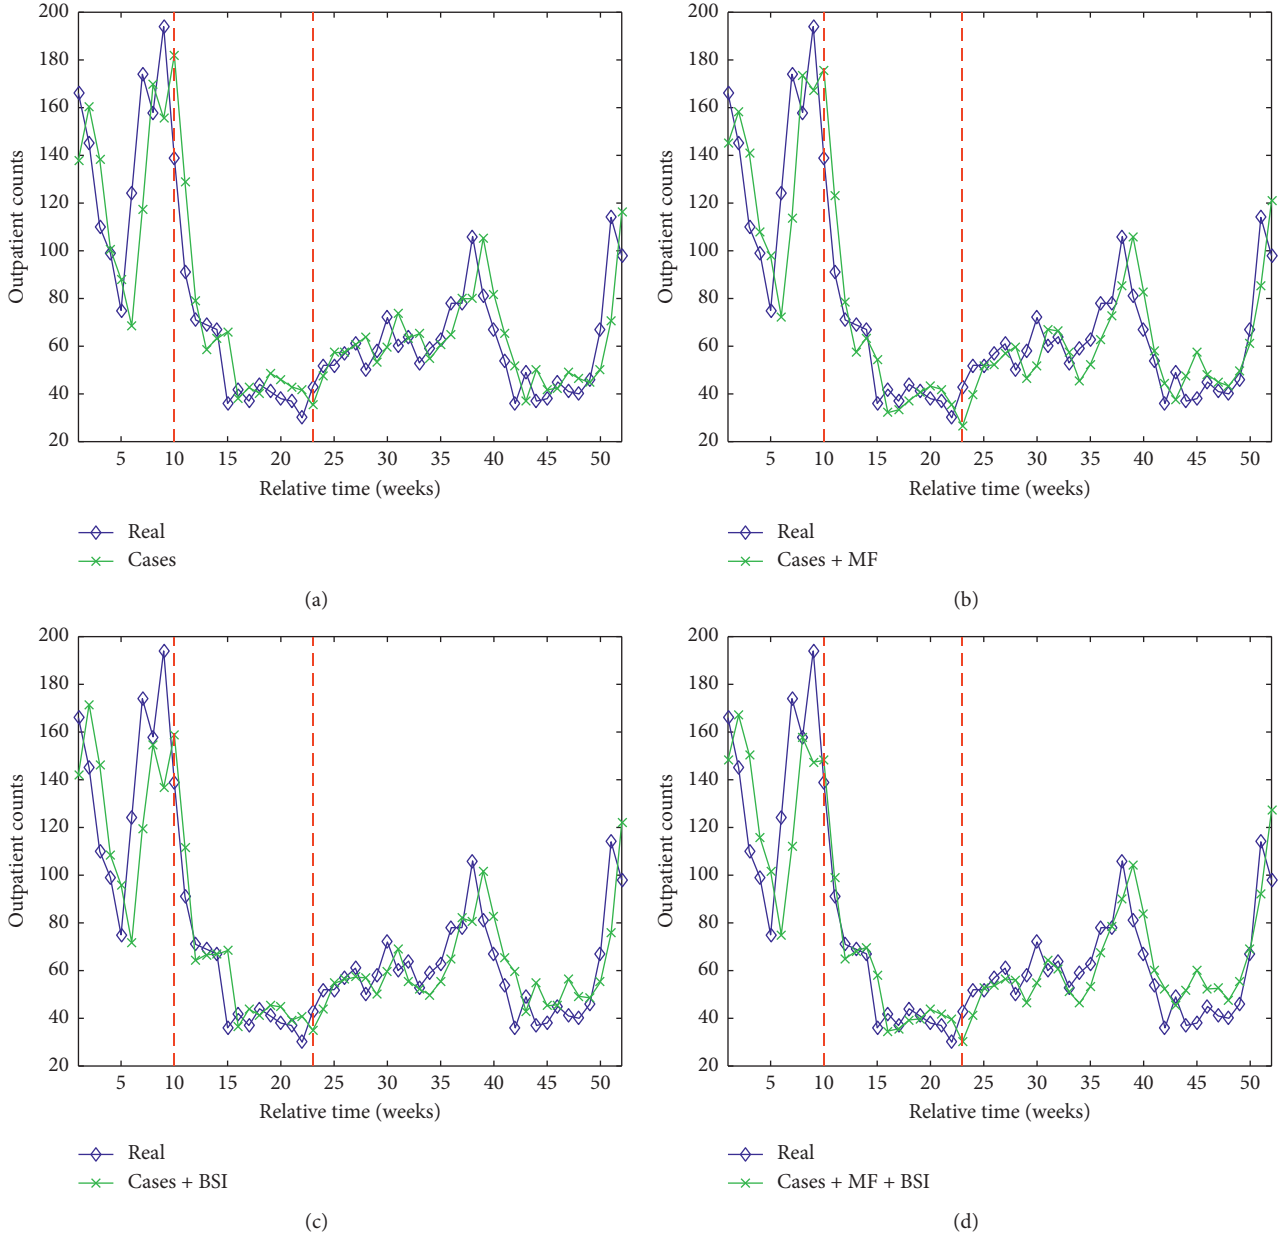 200
180
160
140
120
100
80
60
40
20
Outpatient counts
5 10 15 20 25 30 35 40 45 50
Relative time (weeks)
Real
Cases
(a)
200
180
160
140
120
100
80
60
40
20
Outpatient counts
5 10 15 20 25 30 35 40 45 50
Relative time (weeks)
Real
Cases + MF
(b)
200
180
160
140
120
100
80
60
40
20
Outpatient counts
5 10 15 20 25 30 35 40 45 50
Relative time (weeks)
Real
Cases + BSI
(c)
200
180
160
140
120
100
80
60
40
20
Outpatient counts
5 10 15 20 25 30 35 40 45 50
Relative time (weeks)
Real
Cases + MF + BSI
(d)